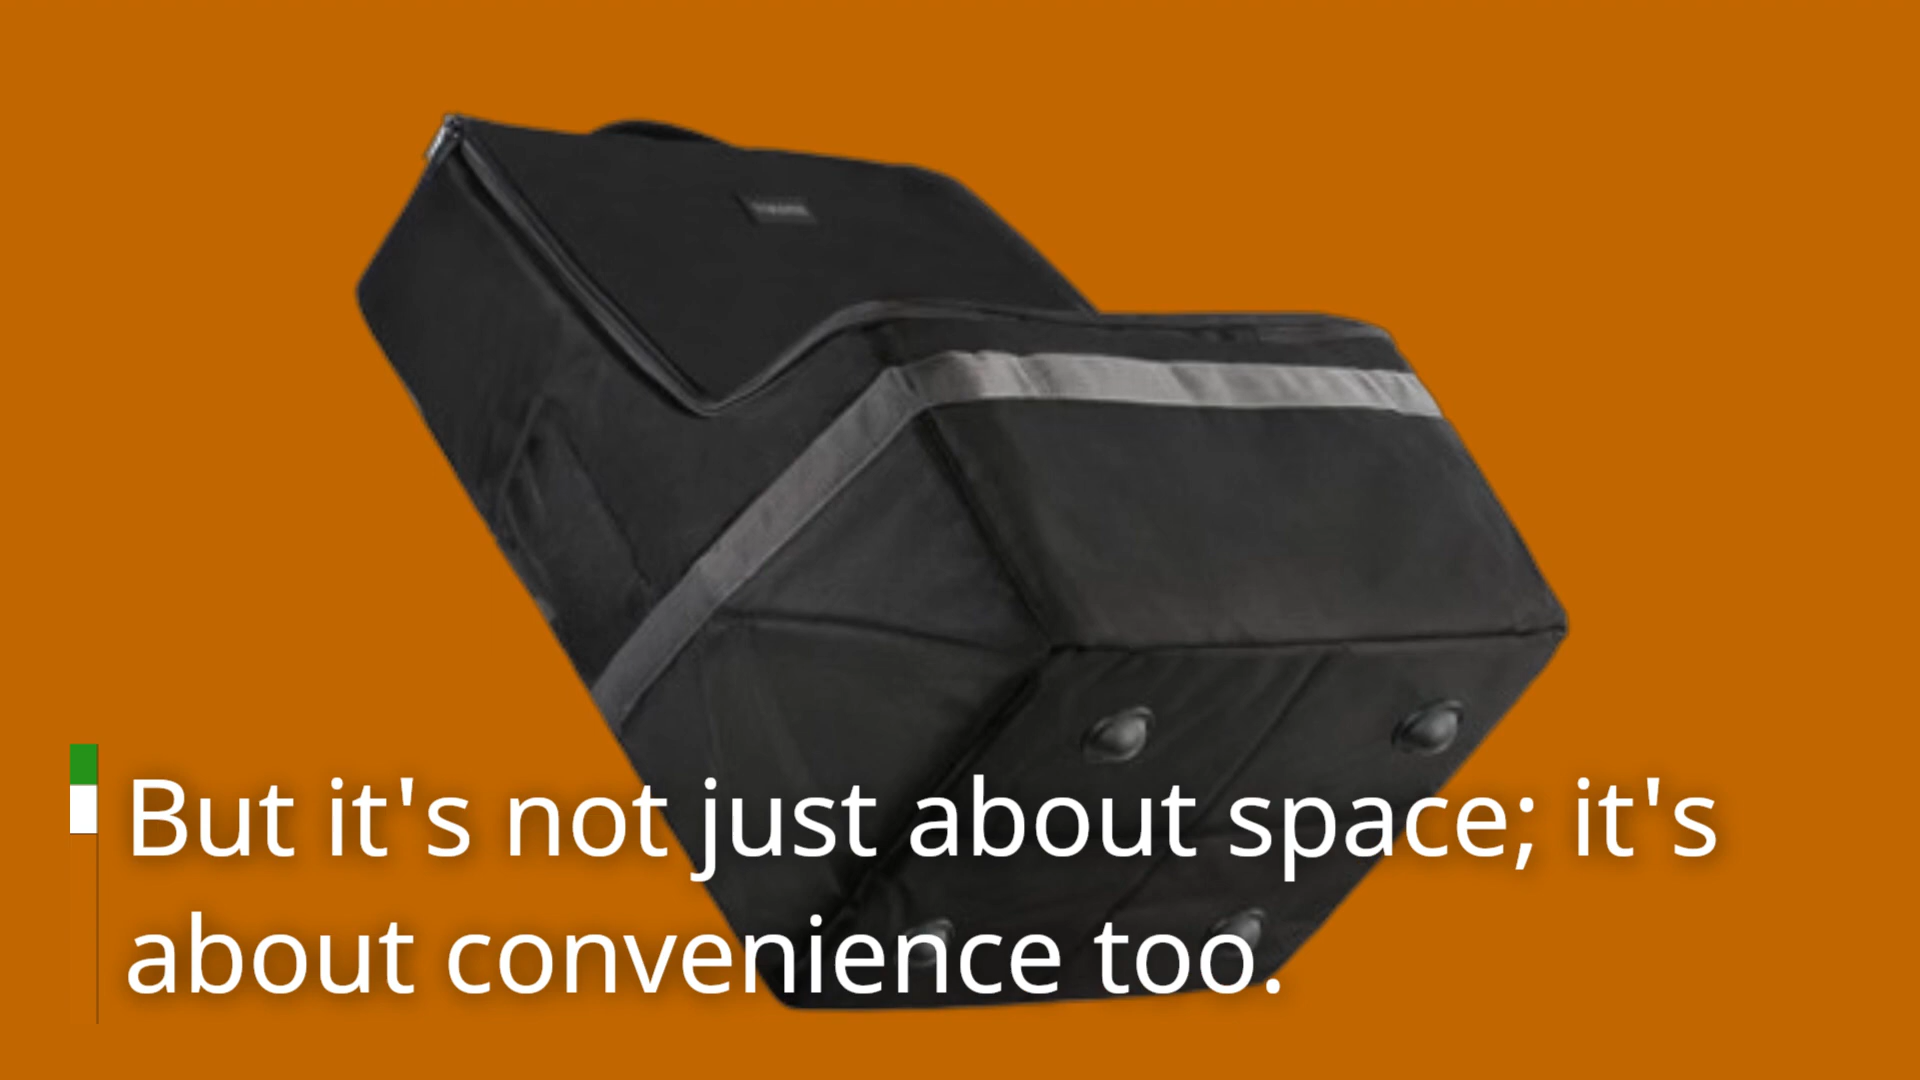 But it's not just about space; it's
about convenience too.